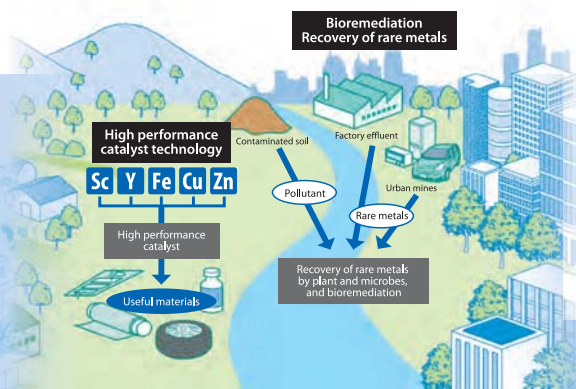 Bioremediation
Recovery of rare metals
High performance
catalyst technology
Sc Y Fe Cu Zn
High performance
catalyst
Useful materials
Contaminated soil
Factory effluent
Urban mines
Pollutant
Rare metals
Recovery of rare metals
by plant and microbes,
and bioremediation